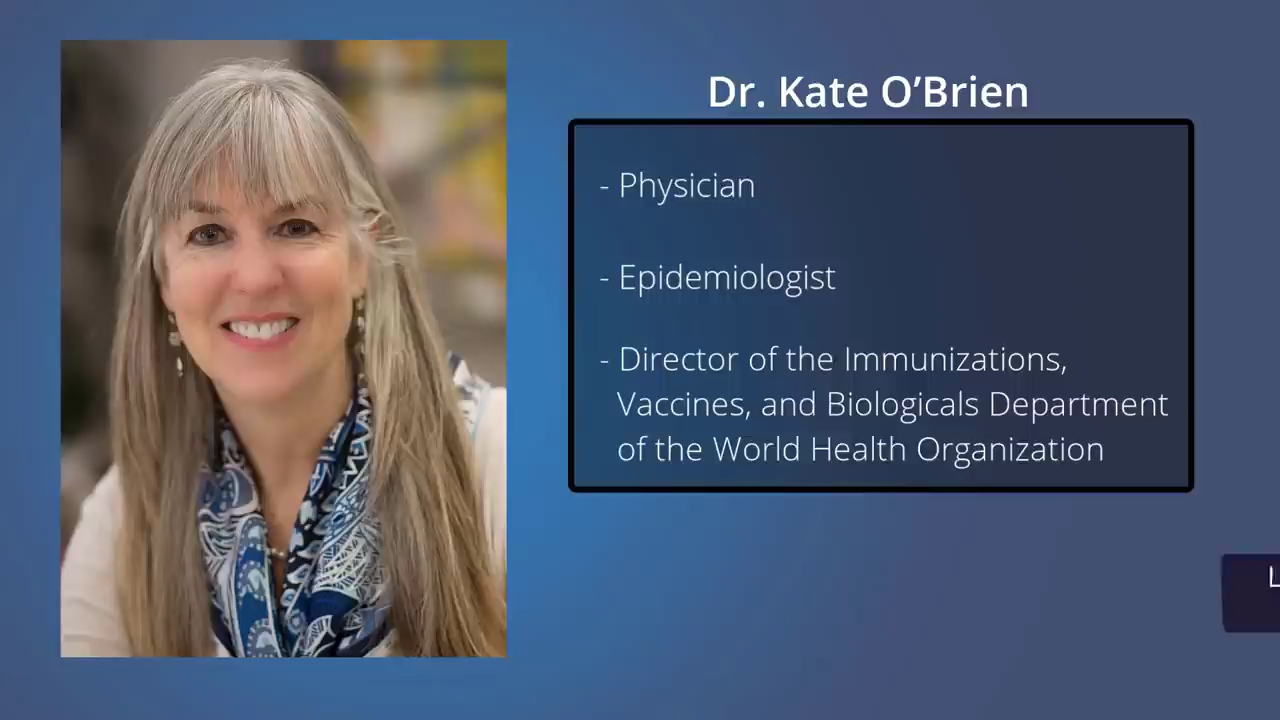 Dr. Kate O’Brien
- Physician
- Epidemiologist
- Director of the Immunizations,
Vaccines, and Biologicals Department
of the World Health Organization